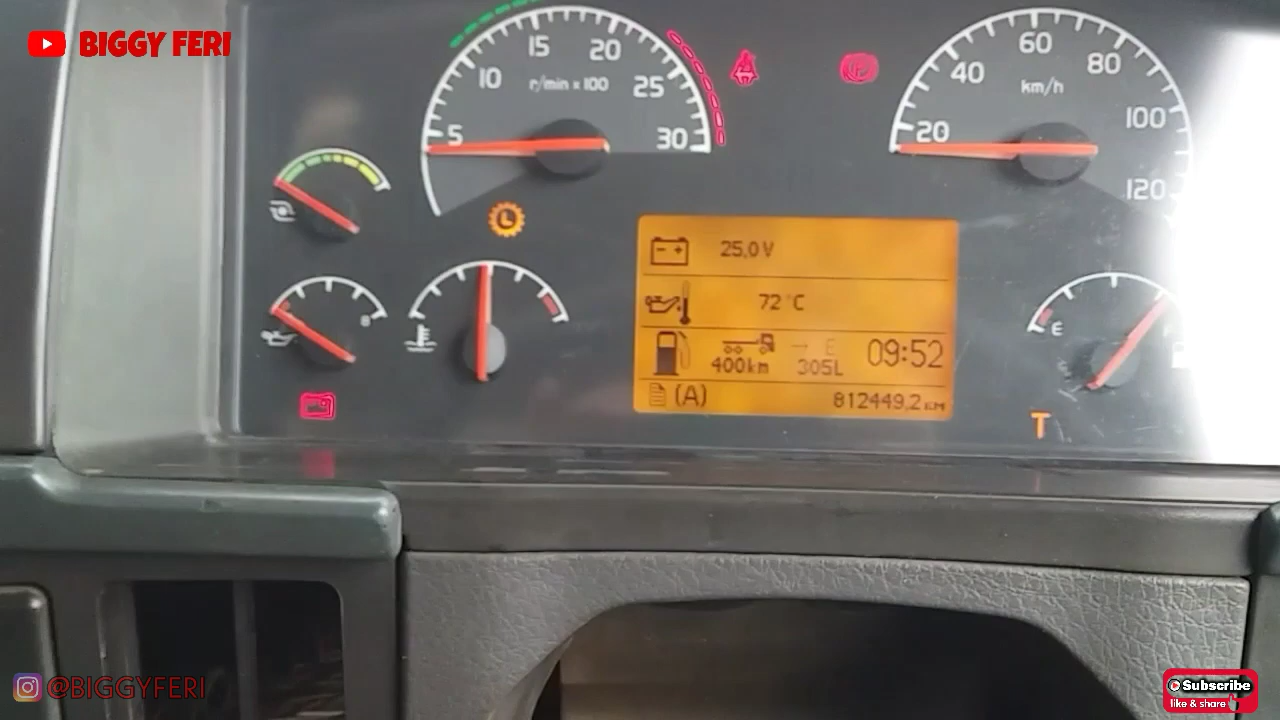 BIGGY FERI
5
10
15
20
25
30
r/min x 100
P
20
40
60
80
100
120
km/h
L
25,0V
72°C
400km
→ E
305L
09:52
(A)
812449,2 KM
E
T
@BIGGYFERI
Subscribe
like & share